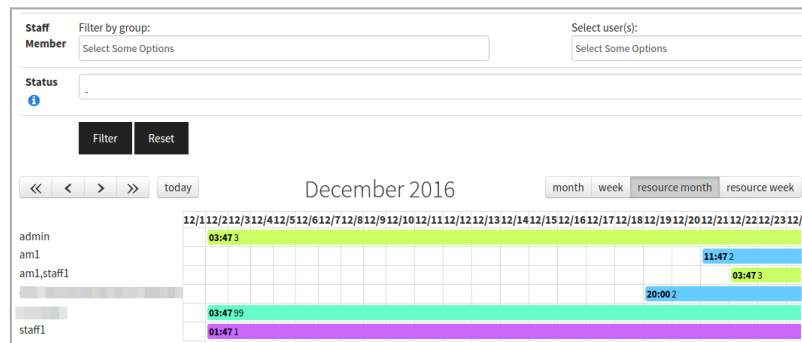 Staff Member
Filter by group:
Select user(s):
Select Some Options
Select Some Options
Status
-
Filter
Reset
today
December 2016
month
week
resource month
resource week
12/1 12/2 12/3 12/4 12/5 12/6 12/7 12/8 12/9 12/10 12/11 12/12 12/13 12/14 12/15 12/16 12/17 12/18 12/19 12/20 12/21 12/22 12/23 12/
admin
03:47 3
am1
11:47 2
am1,staff1
03:47 3
20:00 2
03:47 99
staff1
01:47 1